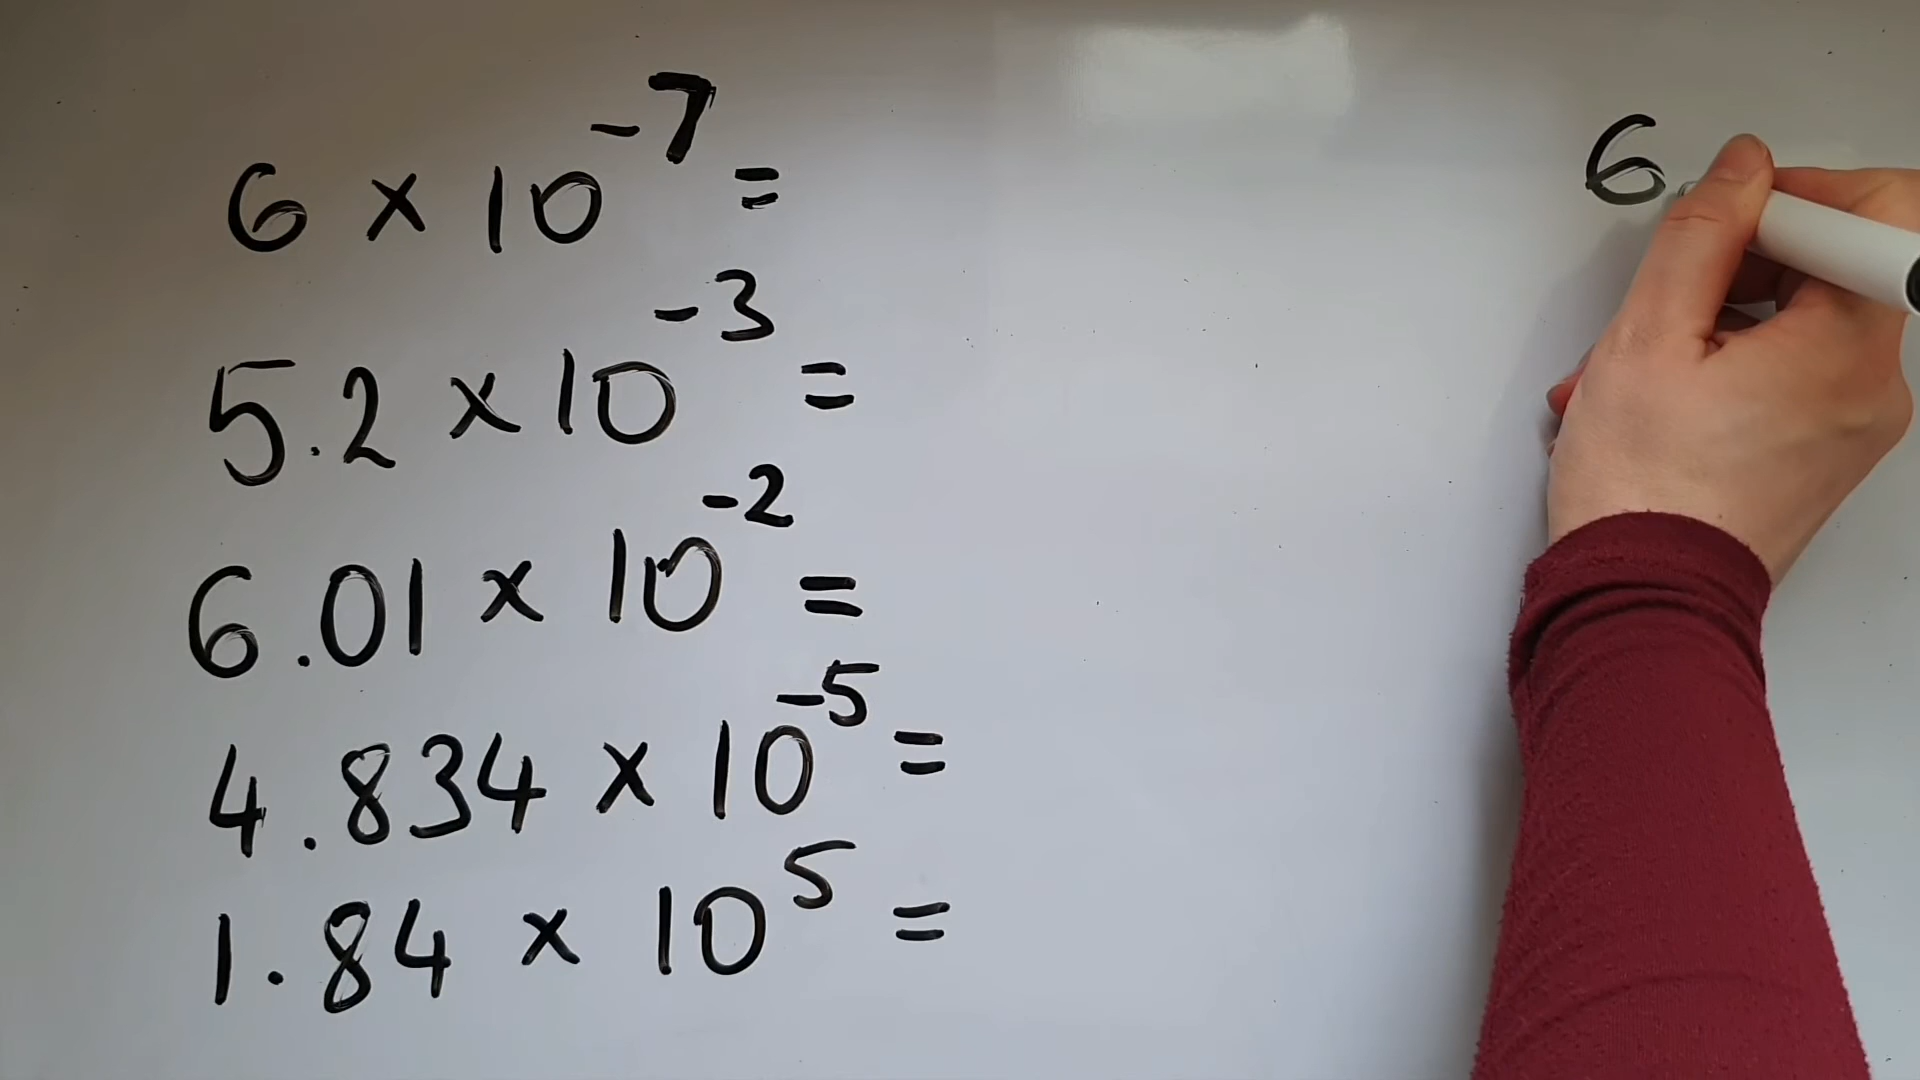 6 × 10⁻⁷ = 6
5.2 × 10⁻³ =
6.01 × 10⁻² =
4.834 × 10⁻⁵ =
1.84 × 10⁵ =